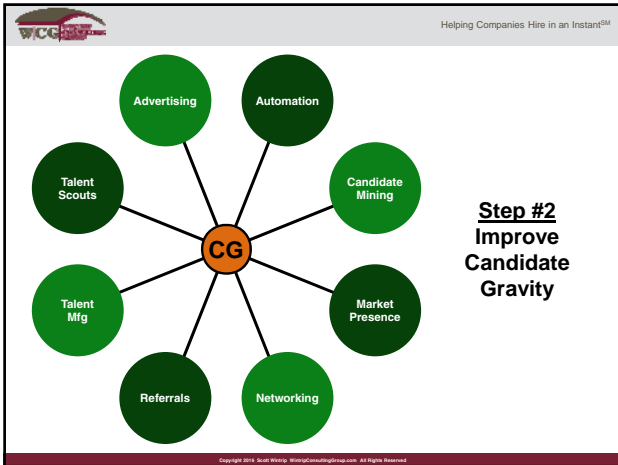 WCG
Helping Companies Hire in an Instant℠
Advertising
Automation
Talent
Scouts
Candidate
Mining
CG
Step #2
Improve
Candidate
Gravity
Talent
Mfg
Market
Presence
Referrals
Networking
Copyright 2016 Scott Wintrip WintripConsultingGroup.com All Rights Reserved